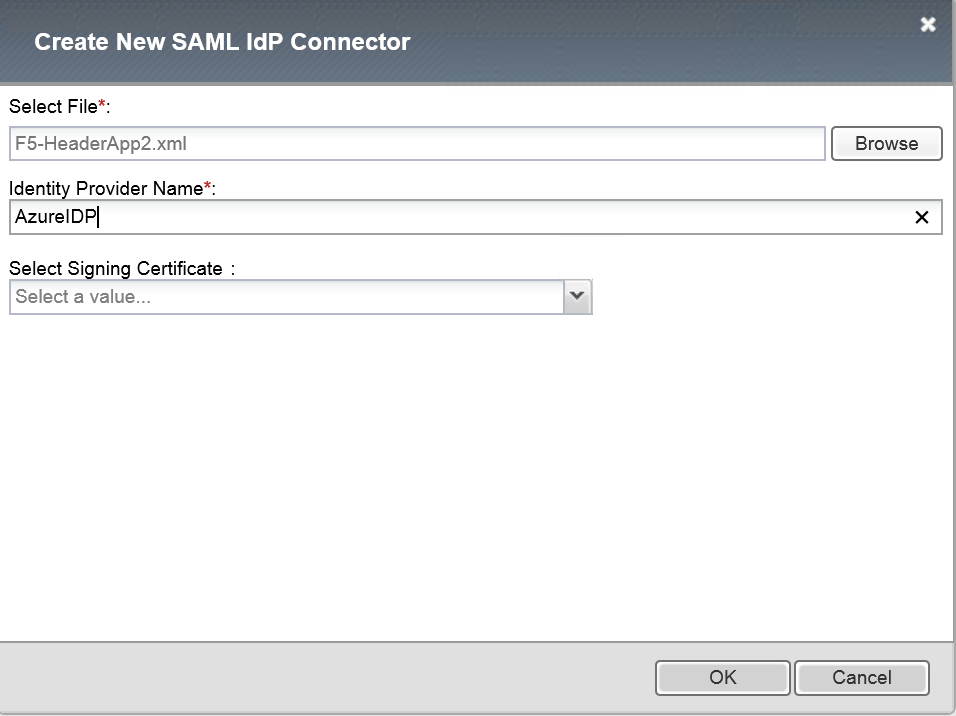 Create New SAML IdP Connector
Select File*:
F5-HeaderApp2.xml
Browse
Identity Provider Name*:
AzureIDP
Select Signing Certificate :
Select a value...
OK
Cancel